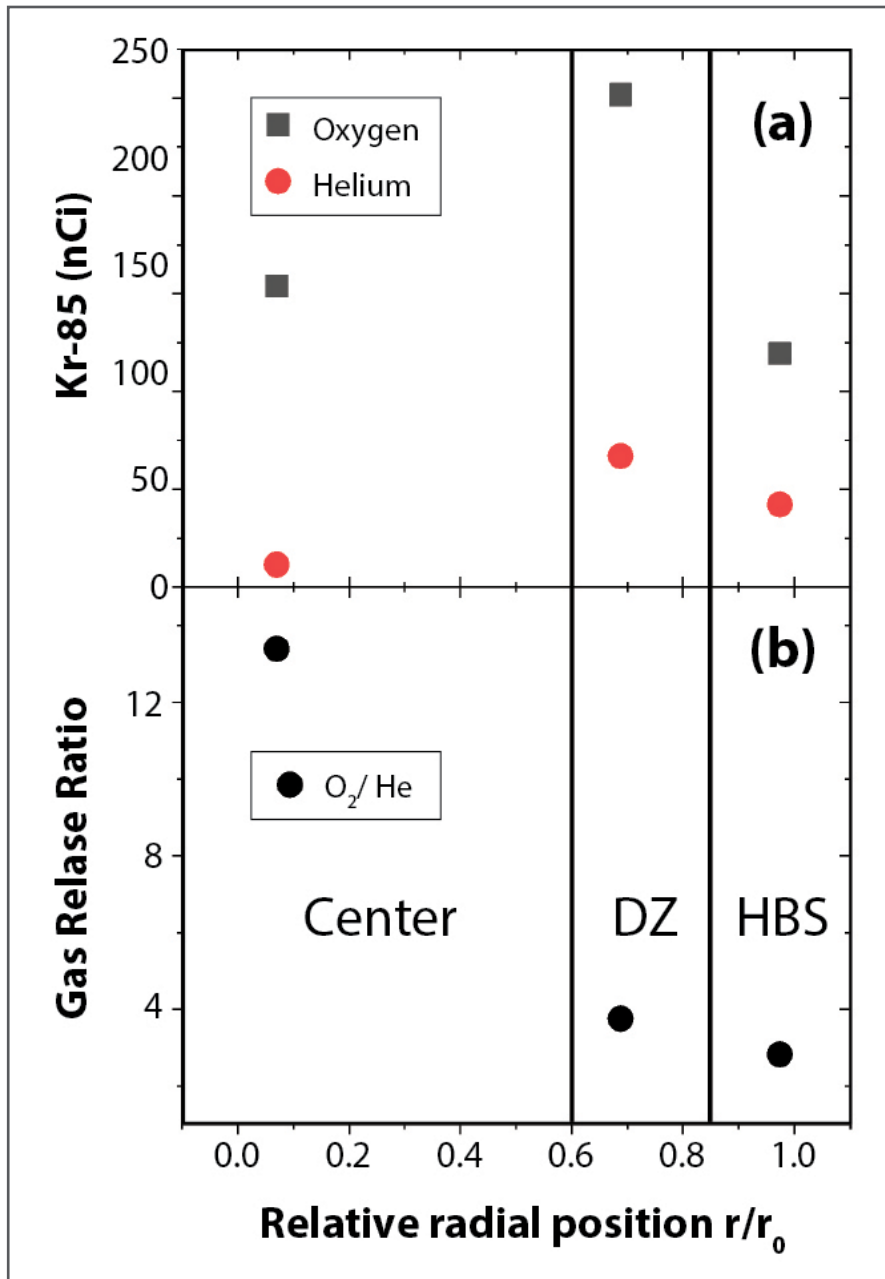 250
200
150
100
50
0
Kr-85 (nCi)
Oxygen
Helium
(a)
12
8
4
Gas Relase Ratio
O₂/ He
(b)
Center
DZ
HBS
0.0 0.2 0.4 0.6 0.8 1.0
Relative radial position r/r₀